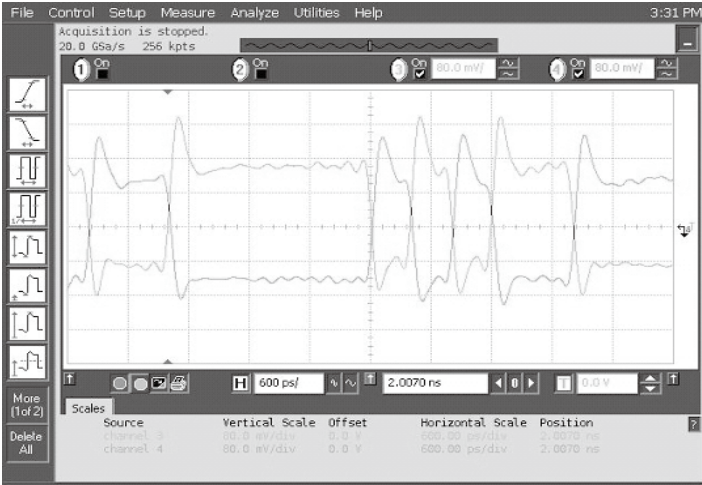 File Control Setup Measure Analyze Utilities Help 3:31 PM
Acquisition is stopped.
20.0 GSa/s 256 kpts
1 On 2 On 3 On 80.0 mV/ 4 On 80.0 mV/
More
(1of 2)
Delete
All
H 600 ps/ 2.0070 ns 0 T 0.0 V
Scales
Source Vertical Scale Offset Horizontal Scale Position
channel 3 80.0 mV/div 0.0 V 600.00 ps/div 2.0070 ns
channel 4 80.0 mV/div 0.0 V 600.00 ps/div 2.0070 ns